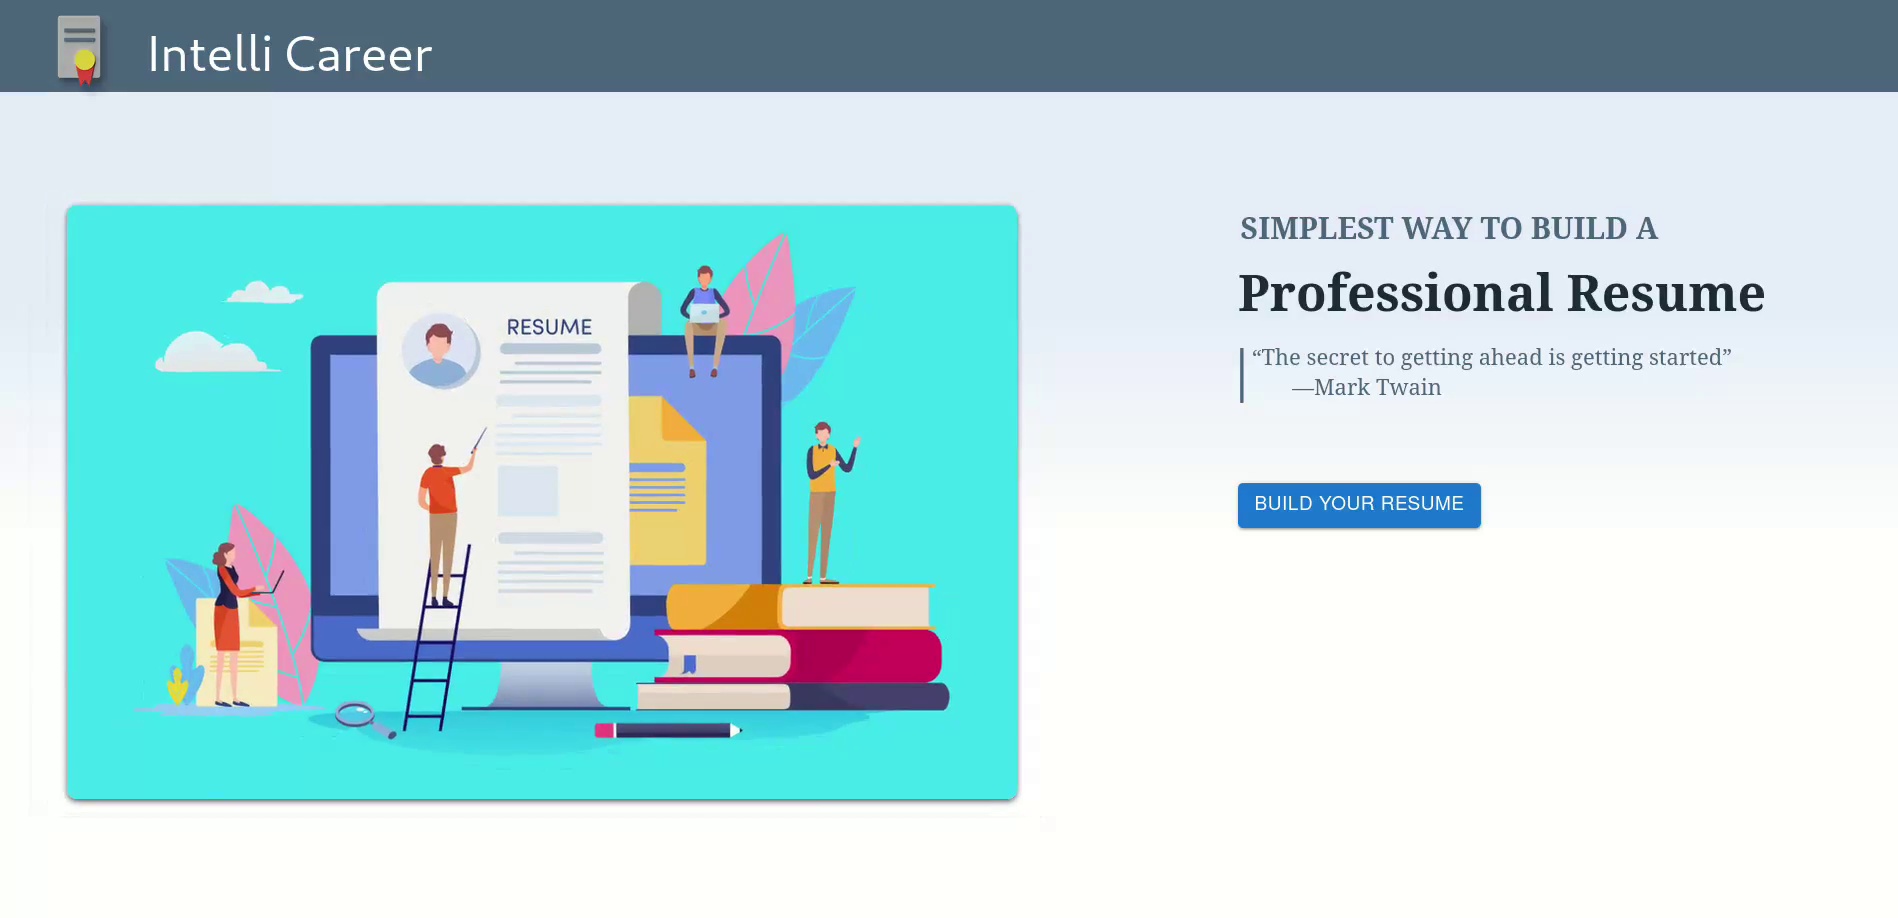 Intelli Career
SIMPLEST WAY TO BUILD A
Professional Resume
“The secret to getting ahead is getting started”
—Mark Twain
BUILD YOUR RESUME
RESUME